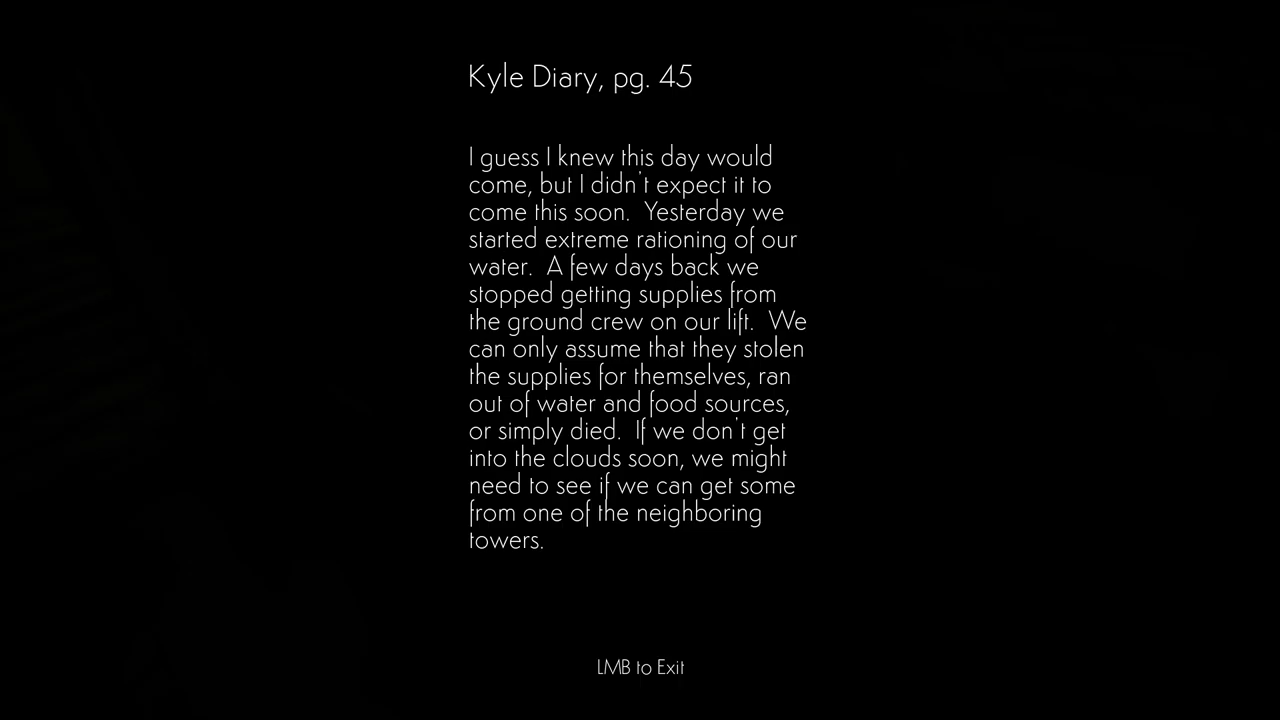 Kyle Diary, pg. 45
I guess I knew this day would
come, but I didn't expect it to
come this soon.  Yesterday we
started extreme rationing of our
water.  A few days back we
stopped getting supplies from
the ground crew on our lift.  We
can only assume that they stolen
the supplies for themselves, ran
out of water and food sources,
or simply died.  If we don't get
into the clouds soon, we might
need to see if we can get some
from one of the neighboring
towers.
LMB to Exit